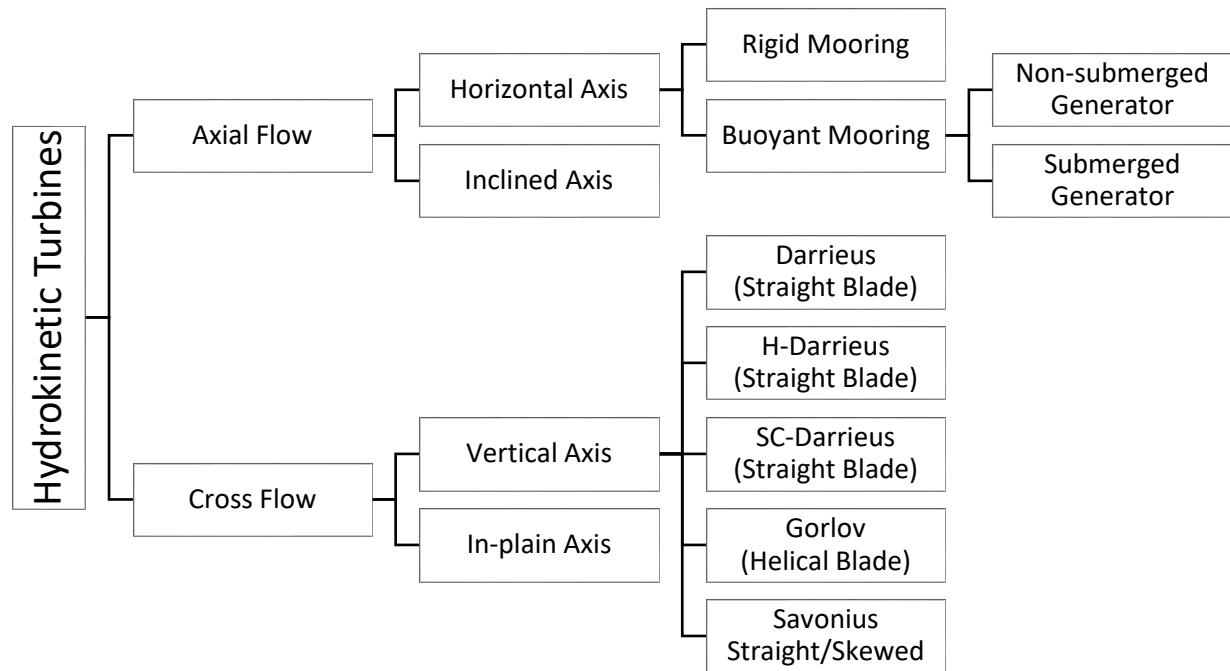 Hydrokinetic Turbines
Axial Flow
Horizontal Axis
Rigid Mooring
Buoyant Mooring
Non-submerged
Generator
Submerged
Generator
Inclined Axis
Cross Flow
Vertical Axis
Darrieus
(Straight Blade)
H-Darrieus
(Straight Blade)
SC-Darrieus
(Straight Blade)
Gorlov
(Helical Blade)
Savonius
Straight/Skewed
In-plain Axis